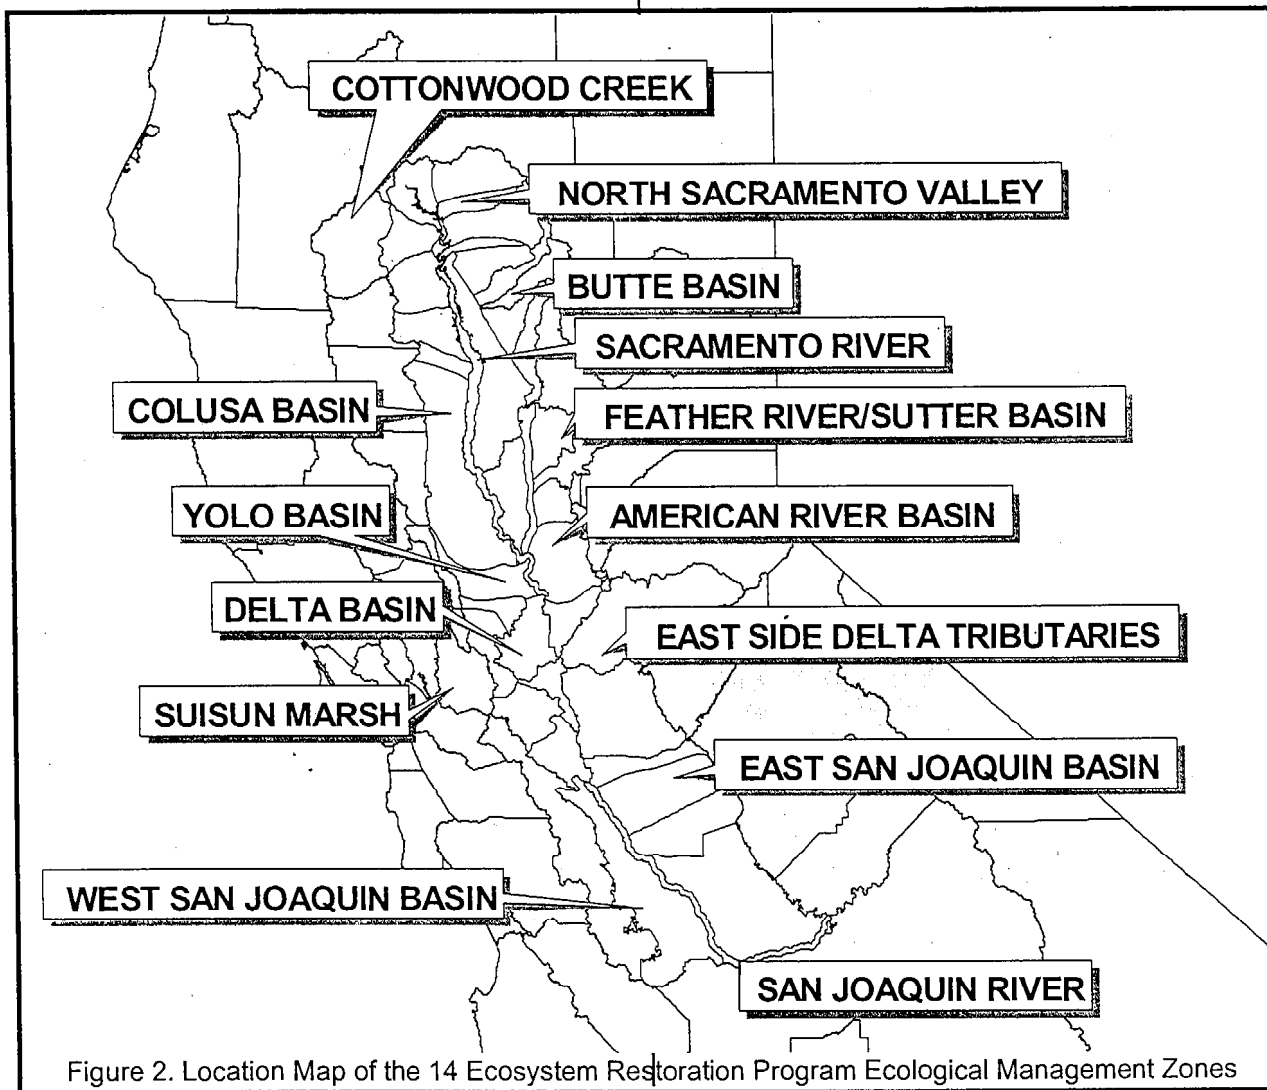 COTTONWOOD CREEK
NORTH SACRAMENTO VALLEY
BUTTE BASIN
SACRAMENTO RIVER
COLUSA BASIN
FEATHER RIVER/SUTTER BASIN
YOLO BASIN
AMERICAN RIVER BASIN
DELTA BASIN
EAST SIDE DELTA TRIBUTARIES
SUISUN MARSH
EAST SAN JOAQUIN BASIN
WEST SAN JOAQUIN BASIN
SAN JOAQUIN RIVER
Figure 2. Location Map of the 14 Ecosystem Restoration Program Ecological Management Zones